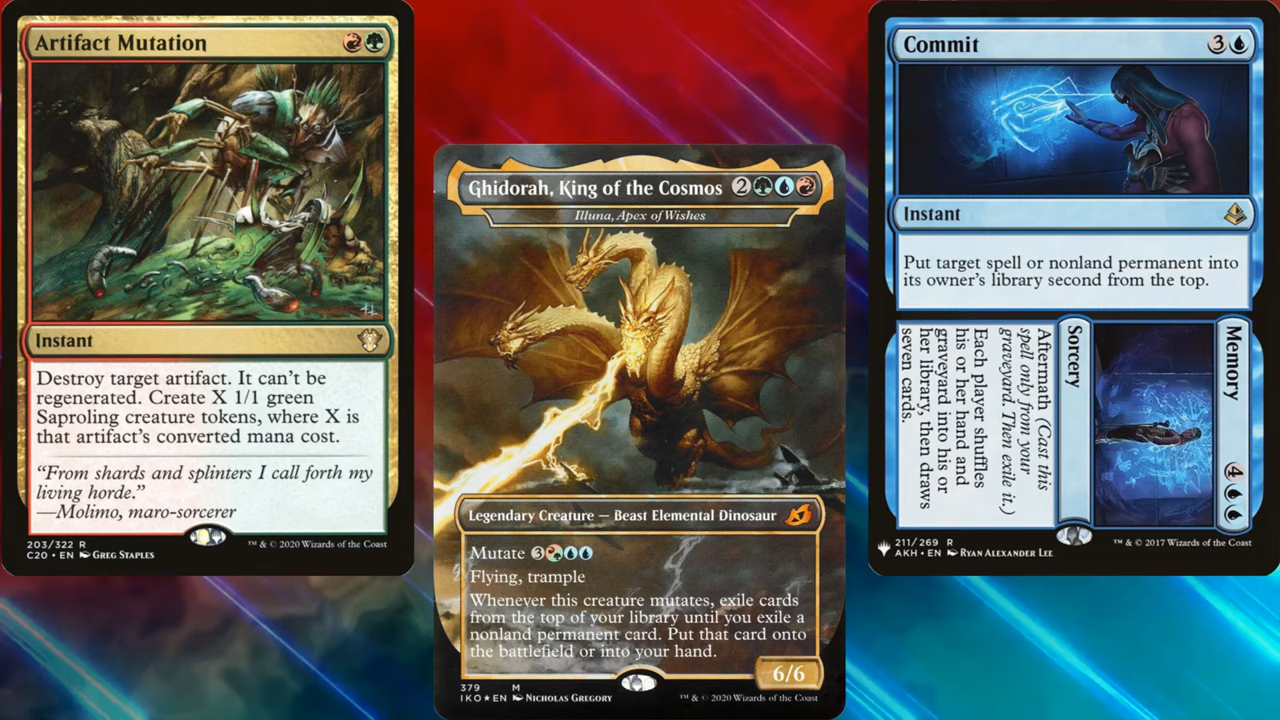 Artifact Mutation
Instant
Destroy target artifact. It can't be
regenerated. Create X 1/1 green
Saproling creature tokens, where X is
that artifact's converted mana cost.
“From shards and splinters I call forth my
living horde.”
—Molimo, maro-sorcerer
203/322 R
C20 • EN GREG STAPLES
™ & © 2020 Wizards of the Coast
Ghidorah, King of the Cosmos 2
Illuna, Apex of Wishes
Legendary Creature — Beast Elemental Dinosaur
Mutate 3
Flying, trample
Whenever this creature mutates, exile cards
from the top of your library until you exile a
nonland permanent card. Put that card onto
the battlefield or into your hand.
6/6
379 M
IKO ★ EN NICHOLAS GREGORY
™ & © 2020 Wizards of the Coast
Commit 3
Instant
Put target spell or nonland permanent into
its owner's library second from the top.
Memory 4
Sorcery
Aftermath (Cast this
spell only from your
graveyard. Then exile it.)
Each player shuffles
his or her hand and
graveyard into his or
her library, then draws
seven cards.
211/269 R
AKH • EN RYAN ALEXANDER LEE
™ & © 2017 Wizards of the Coast